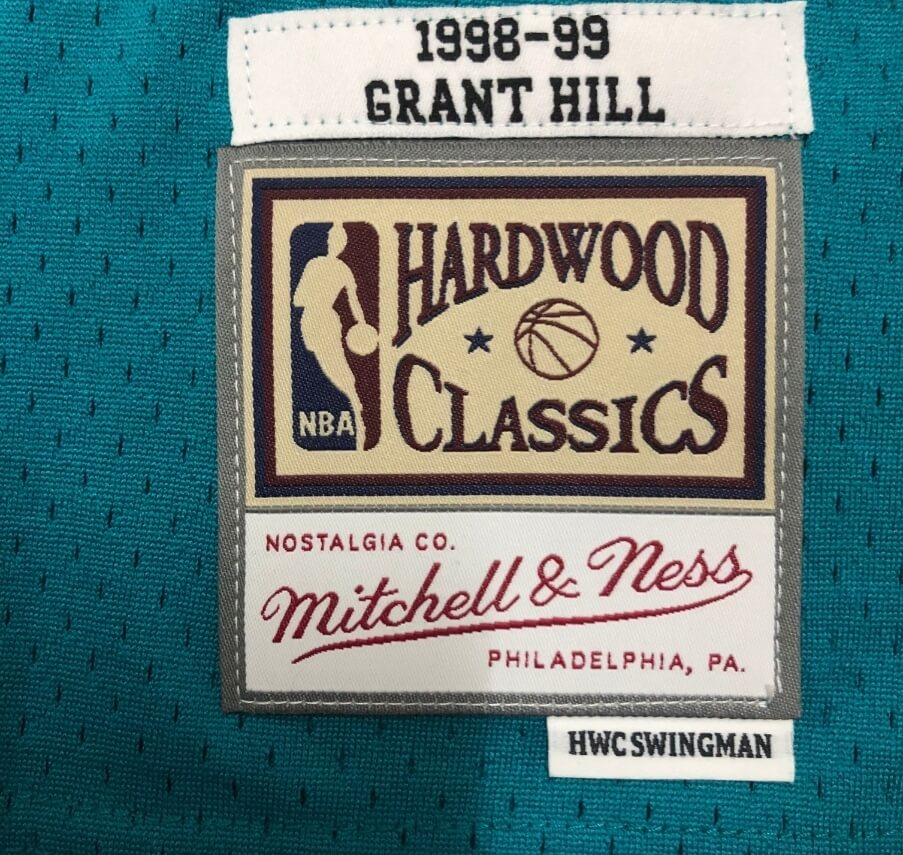 1998-99
GRANT HILL
HARDWOOD
CLASSICS
NBA
NOSTALGIA CO.
Mitchell & Ness
PHILADELPHIA, PA.
HWC SWINGMAN